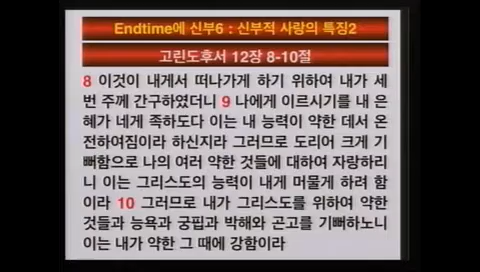 Endtime에 신부6 : 신부적 사랑의 특징2
고린도후서 12장 8-10절
8 이것이 내게서 떠나가게 하기 위하여 내가 세
번 주께 간구하였더니 9 나에게 이르시기를 내 은
혜가 네게 족하도다 이는 내 능력이 약한 데서 온
전하여짐이라 하신지라 그러므로 도리어 크게 기
뻐함으로 나의 여러 약한 것들에 대하여 자랑하리
니 이는 그리스도의 능력이 내게 머물게 하려 함
이라 10 그러므로 내가 그리스도를 위하여 약한
것들과 능욕과 궁핍과 박해와 곤고를 기뻐하노니
이는 내가 약한 그 때에 강함이라